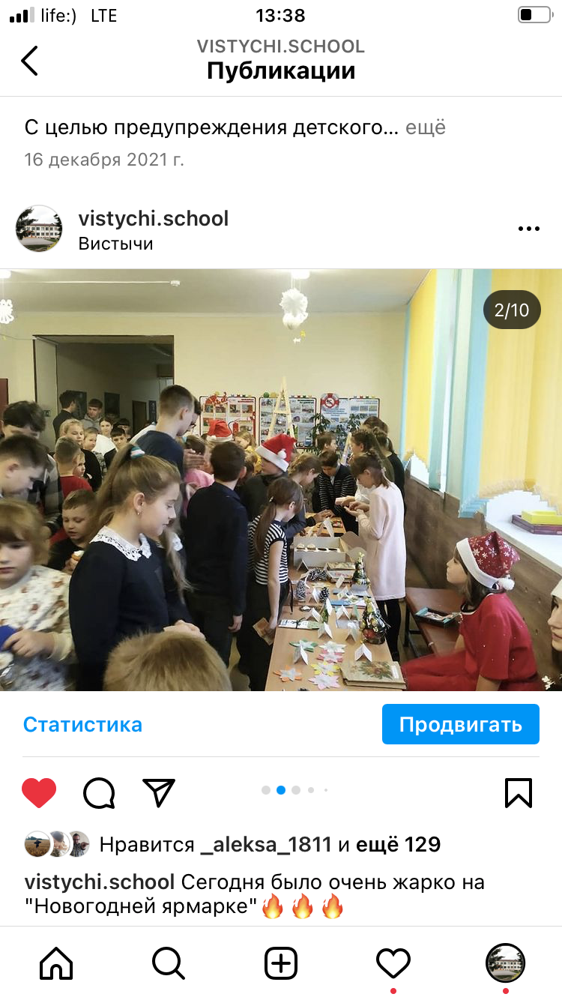 life:) LTE 13:38
VISTYCHI.SCHOOL
Публикации
С целью предупреждения детского... ещё
16 декабря 2021 г.
vistychi.school
Вистычи
2/10
Статистика Продвигать
Нравится _aleksa_1811 и ещё 129
vistychi.school Сегодня было очень жарко на
"Новогодней ярмарке"🔥🔥🔥